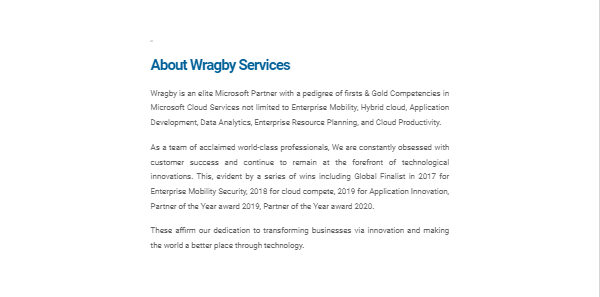 About Wragby Services
Wragby is an elite Microsoft Partner with a pedigree of firsts & Gold Competencies in
Microsoft Cloud Services not limited to Enterprise Mobility, Hybrid cloud, Application
Development, Data Analytics, Enterprise Resource Planning, and Cloud Productivity.
As a team of acclaimed world-class professionals, We are constantly obsessed with
customer success and continue to remain at the forefront of technological
innovations. This, evident by a series of wins including Global Finalist in 2017 for
Enterprise Mobility Security, 2018 for cloud compete, 2019 for Application Innovation,
Partner of the Year award 2019, Partner of the Year award 2020.
These affirm our dedication to transforming businesses via innovation and making
the world a better place through technology.